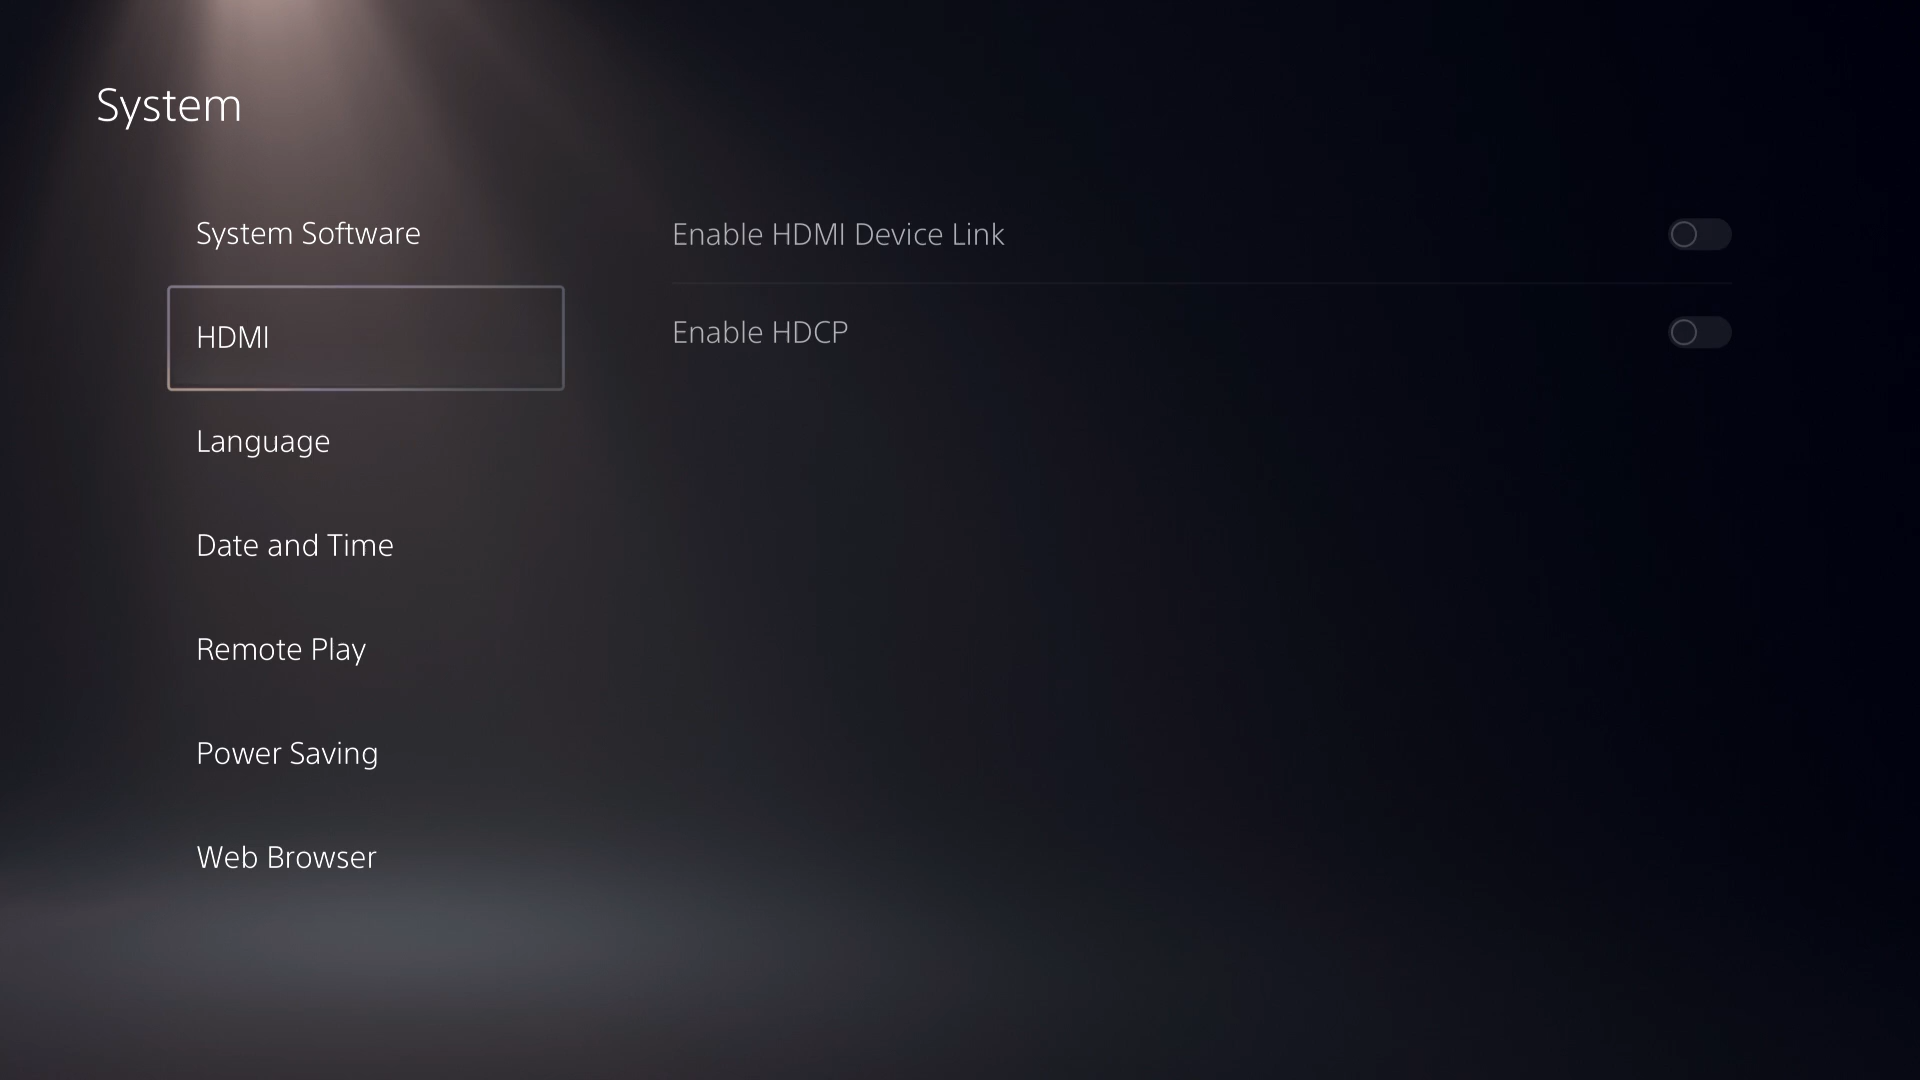 System
System Software
HDMI
Language
Date and Time
Remote Play
Power Saving
Web Browser
Enable HDMI Device Link
Enable HDCP